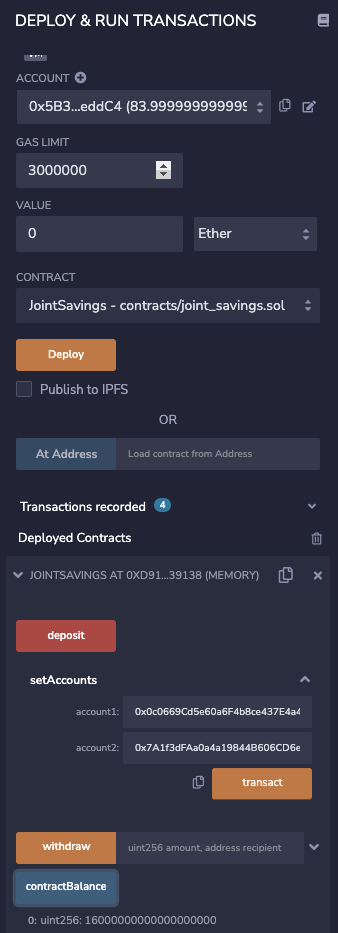 DEPLOY & RUN TRANSACTIONS
ACCOUNT
0x5B3...eddC4 (83.9999999999999
GAS LIMIT
3000000
VALUE
0
Ether
CONTRACT
JointSavings - contracts/joint_savings.sol
Deploy
Publish to IPFS
OR
At Address
Load contract from Address
Transactions recorded 4
Deployed Contracts
JOINTSAVINGS AT 0XD91...39138 (MEMORY)
deposit
setAccounts
account1: 0x0c0669Cd5e60a6F4b8ce437E4a4
account2: 0x7A1f3dFAa0a4a19844B606CD6e
transact
withdraw
uint256 amount, address recipient
contractBalance
0: uint256: 16000000000000000000